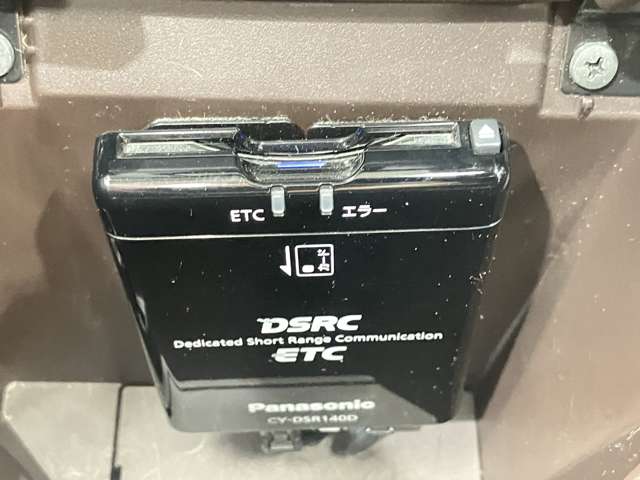 ETC エラー
DSRC
Dedicated Short Range Communication
ETC
Panasonic
CY-DSR140D